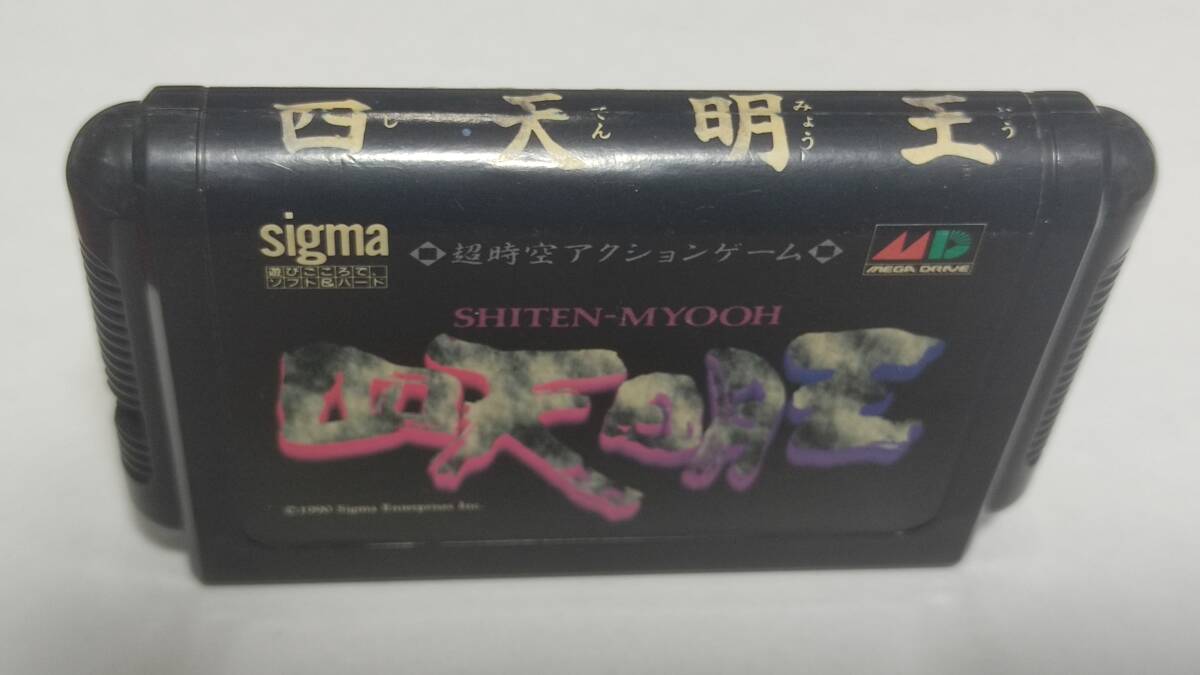 四天明王
し てん みょう おう
sigma
遊びごころで、
ソフト&ハード
超時空アクションゲーム
MD
MEGA DRIVE
SHITEN-MYOOH
四天明王
©1990 Sigma Enterprises Inc.